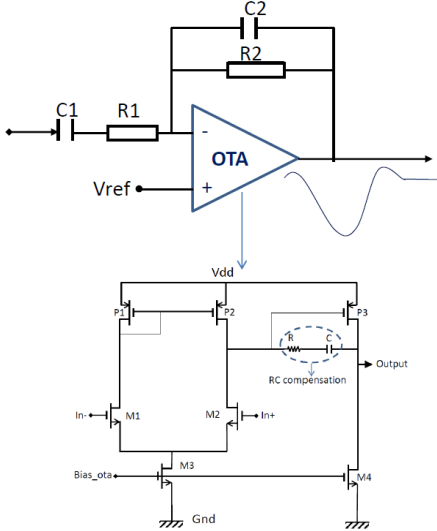 C2
R2
C1
R1
-
OTA
Vref
+
Vdd
P1
P2
P3
R
C
Output
RC compensation
In-
M1
M2
In+
Bias_ota
M3
M4
Gnd